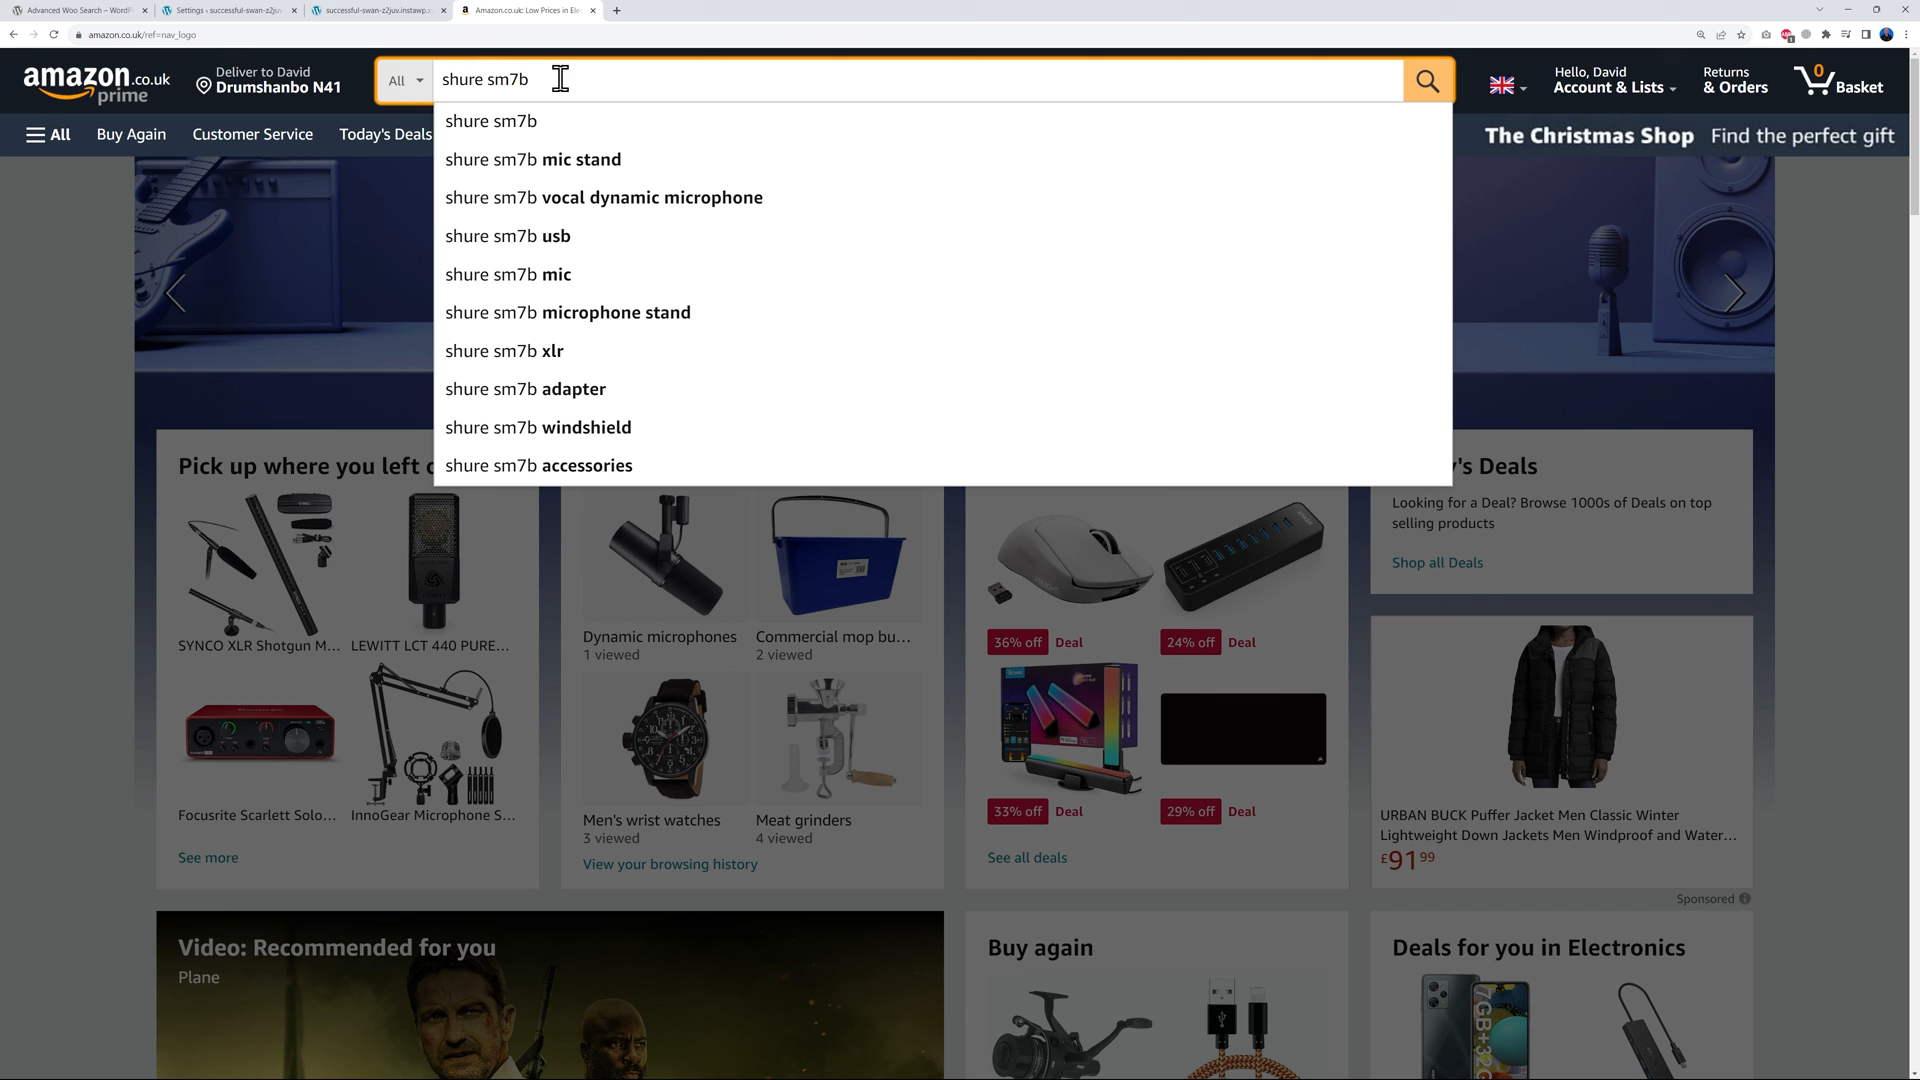 Advanced Woo Search – WordP
Settings ‹ successful-swan-z2juv
successful-swan-z2juv.instawp.x
Amazon.co.uk: Low Prices in Ele
amazon.co.uk/ref=nav_logo
amazon.co.uk
prime
Deliver to David
Drumshanbo N41
All
shure sm7b
Hello, David
Account & Lists
Returns
& Orders
0
Basket
All
Buy Again
Customer Service
Today's Deals
The Christmas Shop Find the perfect gift
shure sm7b
shure sm7b mic stand
shure sm7b vocal dynamic microphone
shure sm7b usb
shure sm7b mic
shure sm7b microphone stand
shure sm7b xlr
shure sm7b adapter
shure sm7b windshield
shure sm7b accessories
Pick up where you left o
SYNCO XLR Shotgun M...
LEWITT LCT 440 PURE...
Focusrite Scarlett Solo...
InnoGear Microphone S...
See more
Dynamic microphones
1 viewed
Commercial mop bu...
2 viewed
Men's wrist watches
3 viewed
Meat grinders
4 viewed
View your browsing history
36% off Deal
24% off Deal
33% off Deal
29% off Deal
See all deals
's Deals
Looking for a Deal? Browse 1000s of Deals on top
selling products
Shop all Deals
URBAN BUCK Puffer Jacket Men Classic Winter
Lightweight Down Jackets Men Windproof and Water...
£91 99
Sponsored
Video: Recommended for you
Plane
Buy again
Deals for you in Electronics